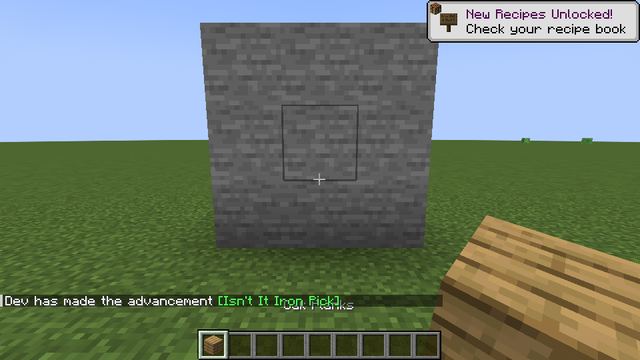 New Recipes Unlocked!
Check your recipe book
Dev has made the advancement [Isn't It Iron Pick]
Oak Planks